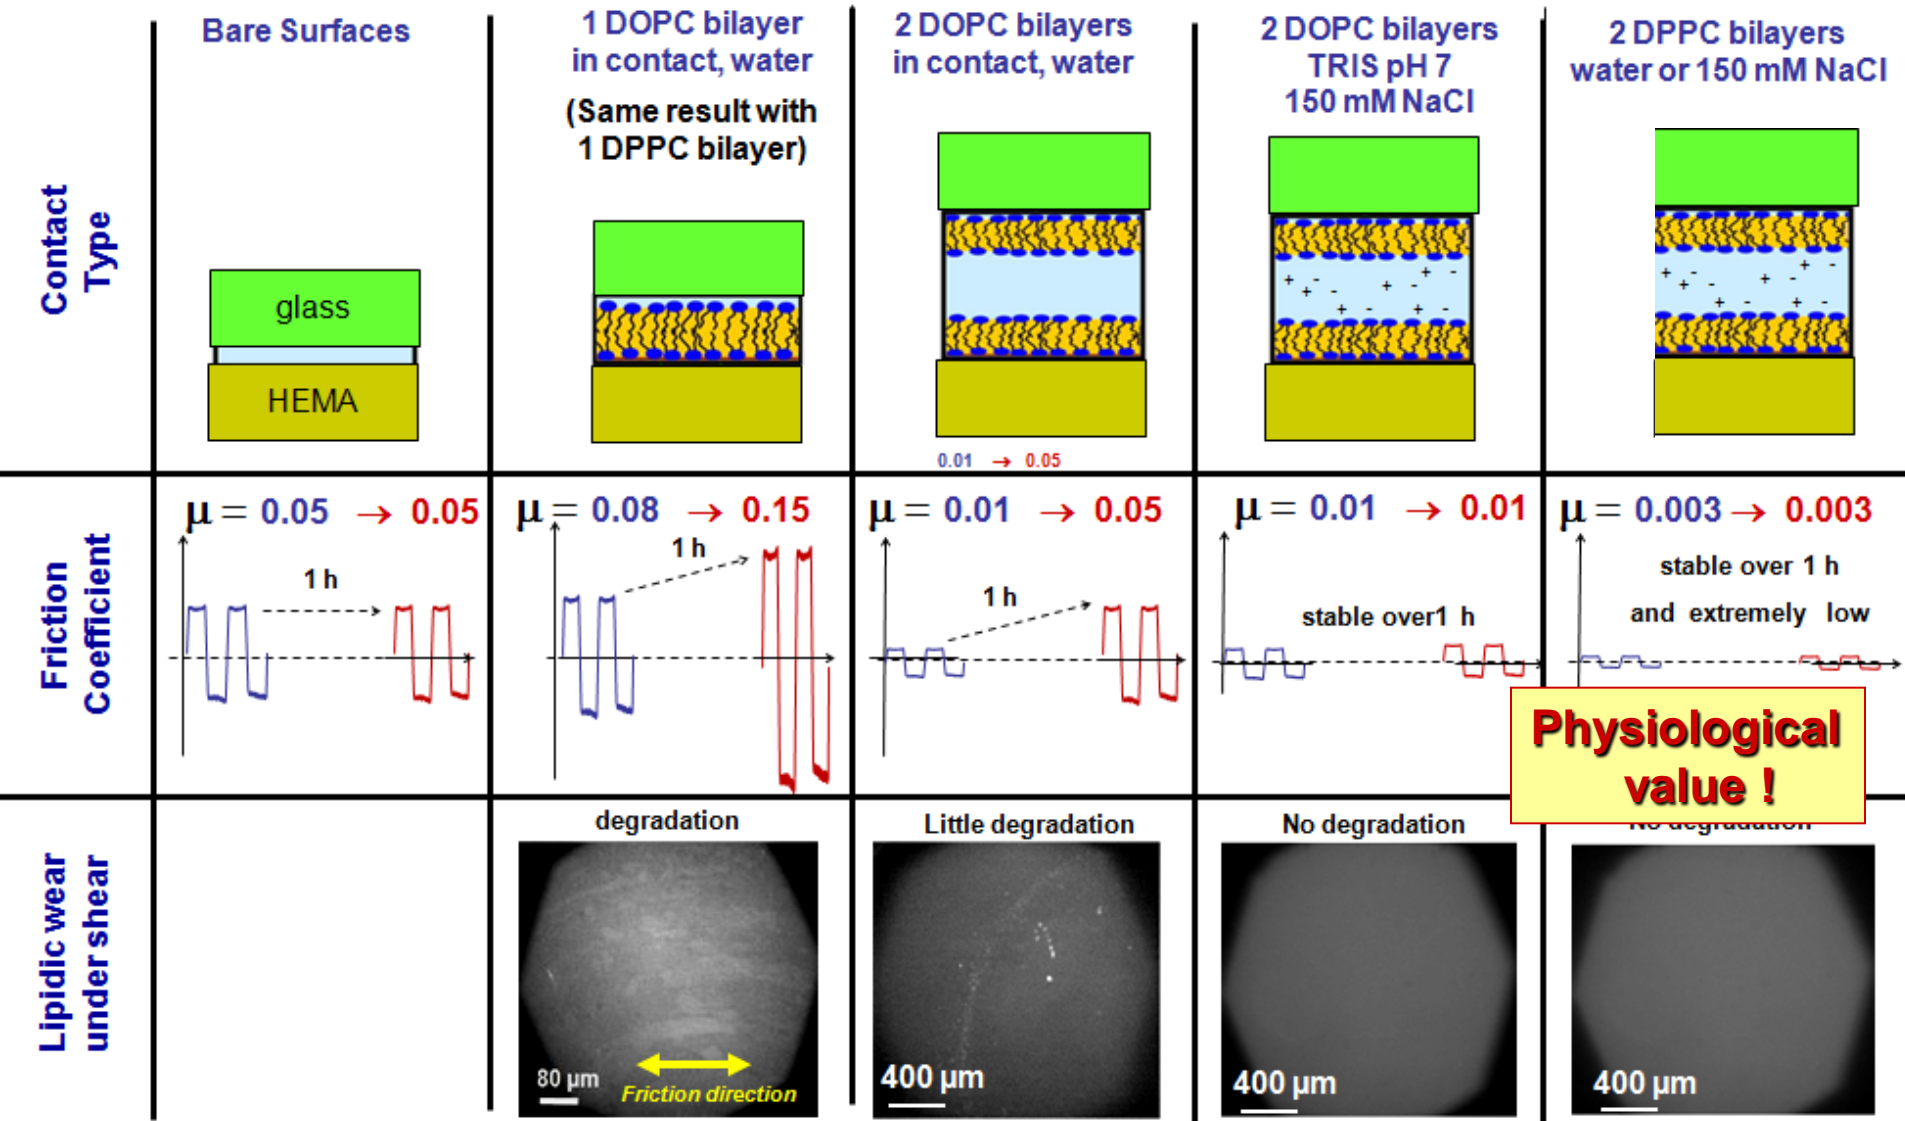 Bare Surfaces
1 DOPC bilayer
in contact, water
(Same result with
1 DPPC bilayer)
2 DOPC bilayers
in contact, water
2 DOPC bilayers
TRIS pH 7
150 mM NaCl
2 DPPC bilayers
water or 150 mM NaCl
Contact
Type
glass
HEMA
+ - + - + - + - + - + -
+ - + - + - + - + - + -
0.01 → 0.05
Friction
Coefficient
μ = 0.05 → 0.05
1 h
μ = 0.08 → 0.15
1 h
μ = 0.01 → 0.05
1 h
μ = 0.01 → 0.01
stable over1 h
μ = 0.003 → 0.003
stable over 1 h
and extremely low
Physiological
value !
Lipidic wear
under shear
degradation
80 μm
Friction direction
Little degradation
400 μm
No degradation
400 μm
No degradation
400 μm